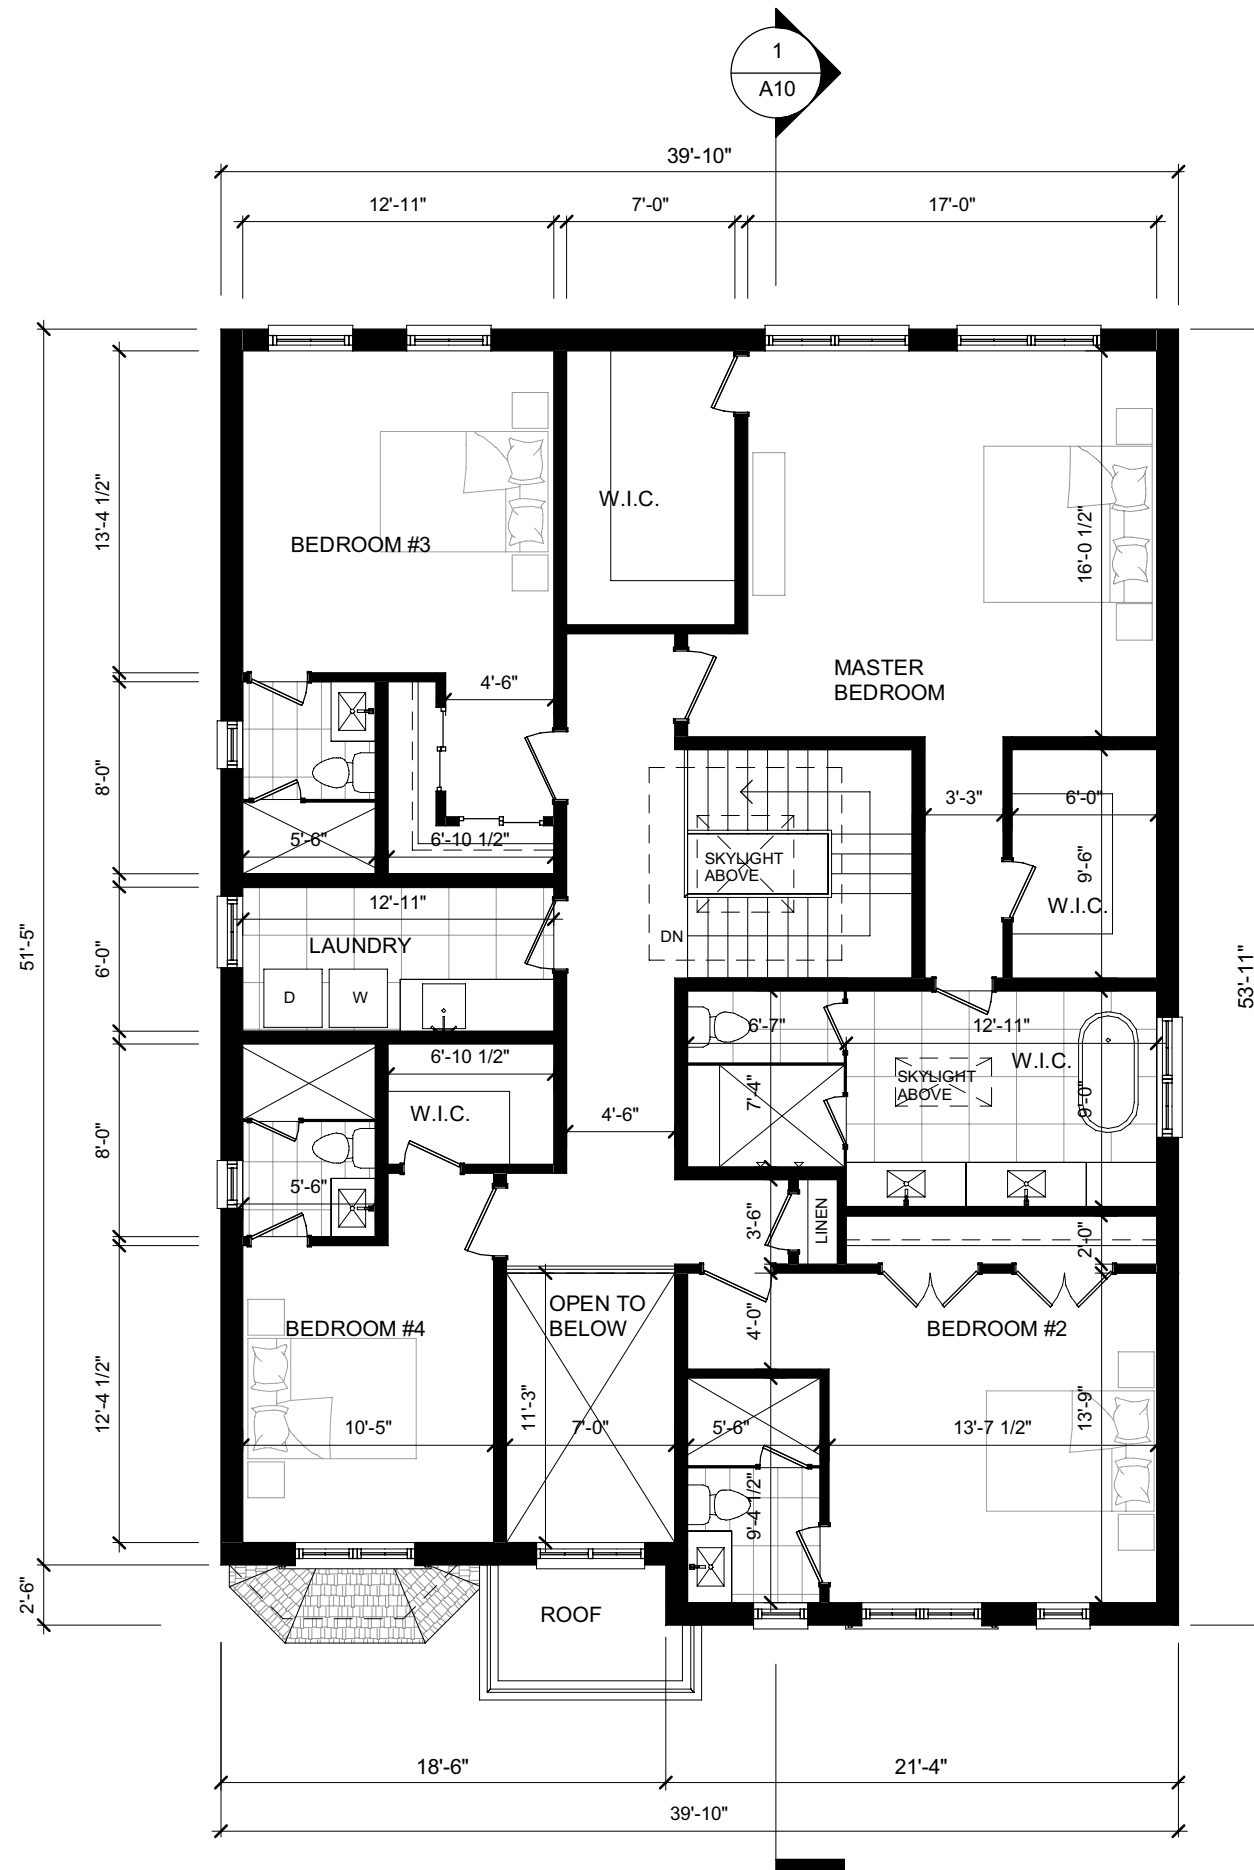 1
A10
39'-10"
12'-11"
7'-0"
17'-0"
13'-4 1/2"
W.I.C.
16'-0 1/2"
BEDROOM #3
MASTER
BEDROOM
4'-6"
8'-0"
3'-3"
6'-0"
5'-6"
6'-10 1/2"
SKYLIGHT
ABOVE
9'-6"
12'-11"
W.I.C.
DN
LAUNDRY
51'-5"
6'-0"
53'-11"
D
W
6'-7"
12'-11"
6'-10 1/2"
W.I.C.
SKYLIGHT
ABOVE
7'-4"
9'-0"
W.I.C.
4'-6"
8'-0"
5'-6"
3'-6"
LINEN
2'-0"
OPEN TO
BELOW
BEDROOM #4
4'-0"
BEDROOM #2
12'-4 1/2"
11'-3"
13'-9"
10'-5"
7'-0"
5'-6"
13'-7 1/2"
9'-4 1/2"
2'-6"
ROOF
18'-6"
21'-4"
39'-10"